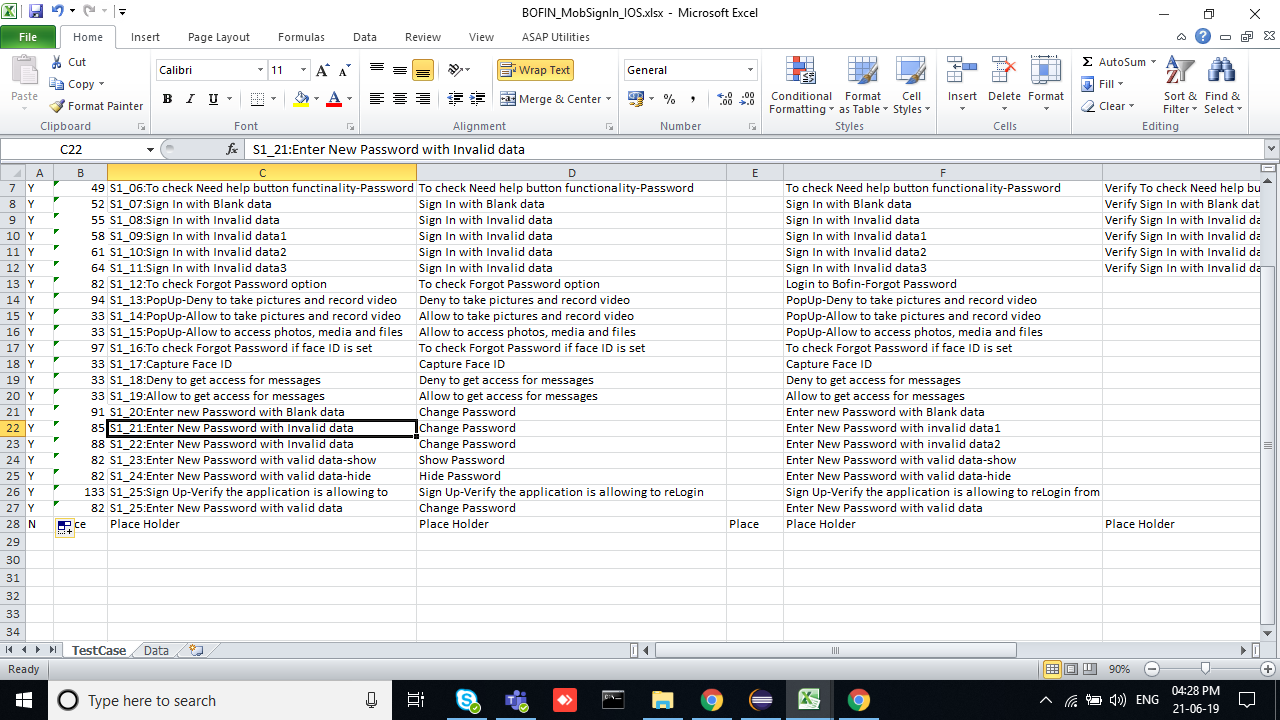 BOFIN_MobSignIn_IOS.xlsx - Microsoft Excel
File Home Insert Page Layout Formulas Data Review View ASAP Utilities
Paste Cut Copy Format Painter Clipboard
Calibri 11 B I U A Font
Wrap Text Merge & Center Alignment
General % , Number
Conditional Formatting Format as Table Cell Styles Styles
Insert Delete Format Cells
AutoSum Fill Clear Sort & Filter Find & Select Editing
C22 fx S1_21:Enter New Password with Invalid data
A B C D E F
7 Y 49 S1_06:To check Need help button functinality-Password To check Need help button functionality-Password To check Need help button functionality-Password Verify To check Need help bu
8 Y 52 S1_07:Sign In with Blank data Sign In with Blank data Sign In with Blank data Verify Sign In with Blank dat
9 Y 55 S1_08:Sign In with Invalid data Sign In with Invalid data Sign In with Invalid data Verify Sign In with Invalid da
10 Y 58 S1_09:Sign In with Invalid data1 Sign In with Invalid data Sign In with Invalid data1 Verify Sign In with Invalid da
11 Y 61 S1_10:Sign In with Invalid data2 Sign In with Invalid data Sign In with Invalid data2 Verify Sign In with Invalid da
12 Y 64 S1_11:Sign In with Invalid data3 Sign In with Invalid data Sign In with Invalid data3 Verify Sign In with Invalid da
13 Y 82 S1_12:To check Forgot Password option To check Forgot Password option Login to Bofin-Forgot Password
14 Y 94 S1_13:PopUp-Deny to take pictures and record video Deny to take pictures and record video PopUp-Deny to take pictures and record video
15 Y 33 S1_14:PopUp-Allow to take pictures and record video Allow to take pictures and record video PopUp-Allow to take pictures and record video
16 Y 33 S1_15:PopUp-Allow to access photos, media and files Allow to access photos, media and files PopUp-Allow to access photos, media and files
17 Y 97 S1_16:To check Forgot Password if face ID is set To check Forgot Password if face ID is set To check Forgot Password if face ID is set
18 Y 33 S1_17:Capture Face ID Capture Face ID Capture Face ID
19 Y 33 S1_18:Deny to get access for messages Deny to get access for messages Deny to get access for messages
20 Y 33 S1_19:Allow to get access for messages Allow to get access for messages Allow to get access for messages
21 Y 91 S1_20:Enter new Password with Blank data Change Password Enter new Password with Blank data
22 Y 85 S1_21:Enter New Password with Invalid data Change Password Enter New Password with invalid data1
23 Y 88 S1_22:Enter New Password with Invalid data Change Password Enter New Password with invalid data2
24 Y 82 S1_23:Enter New Password with valid data-show Show Password Enter New Password with valid data-show
25 Y 82 S1_24:Enter New Password with valid data-hide Hide Password Enter New Password with valid data-hide
26 Y 133 S1_25:Sign Up-Verify the application is allowing to Sign Up-Verify the application is allowing to reLogin Sign Up-Verify the application is allowing to reLogin from
27 Y 82 S1_25:Enter New Password with valid data Change Password Enter New Password with valid data
28 N ce Place Holder Place Holder Place Place Holder Place Holder
29
30
31
32
33
34
TestCase Data
Ready 90%
Type here to search ENG 04:28 PM
21-06-19